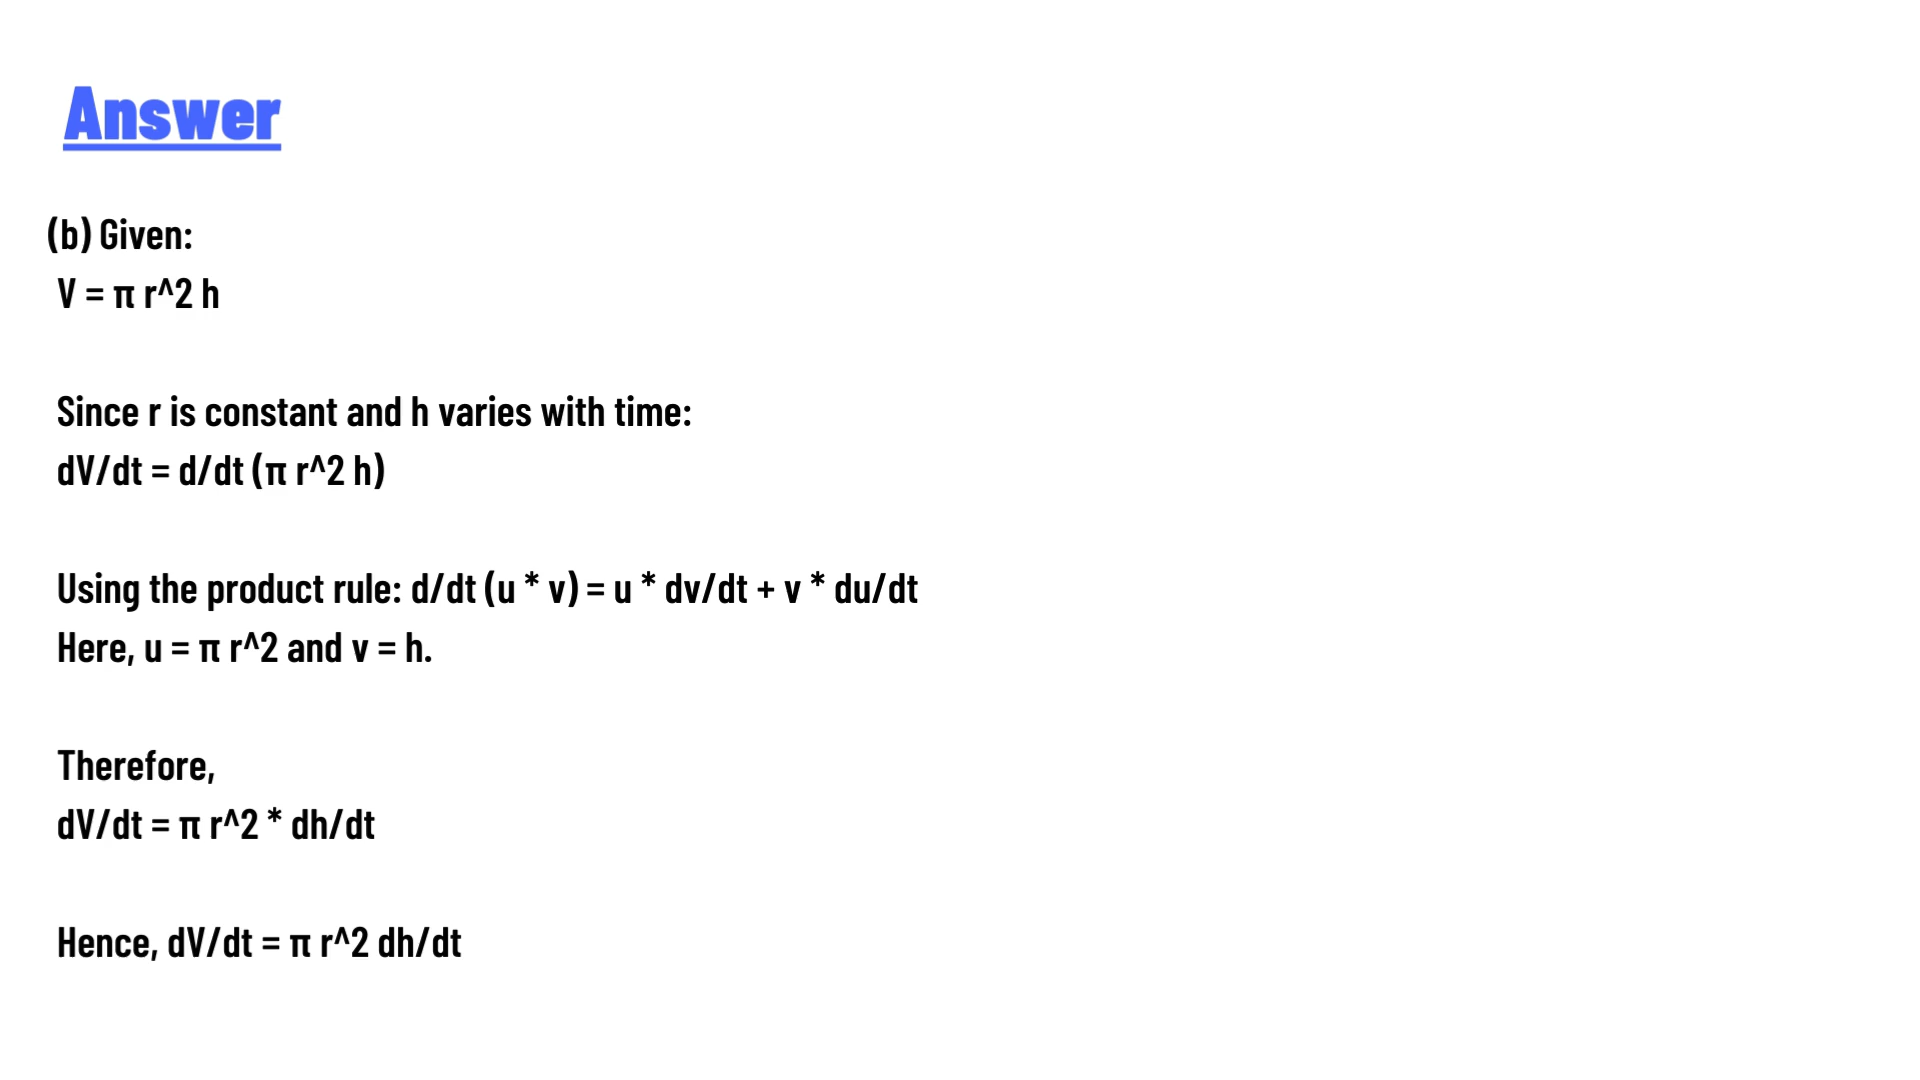 Answer
(b) Given:
V = π r^2 h
Since r is constant and h varies with time:
dV/dt = d/dt (π r^2 h)
Using the product rule: d/dt (u * v) = u * dv/dt + v * du/dt
Here, u = π r^2 and v = h.
Therefore,
dV/dt = π r^2 * dh/dt
Hence, dV/dt = π r^2 dh/dt